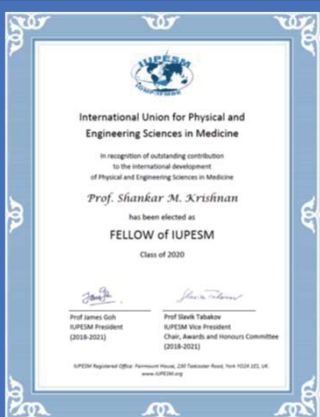 IUPESM
International Union for Physical and
Engineering Sciences in Medicine
In recognition of outstanding contribution
to the international development
of Physical and Engineering Sciences in Medicine
Prof. Shankar M. Krishnan
has been elected as
FELLOW of IUPESM
Class of 2020
Prof James Goh
IUPESM President
(2018-2021)
Prof Slavik Tabakov
IUPESM Vice President
Chair, Awards and Honours Committee
(2018-2021)
IUPESM Registered Office: Fairmount House, 230 Tadcaster Road, York YO24 1ES, UK.
www.IUPESM.org